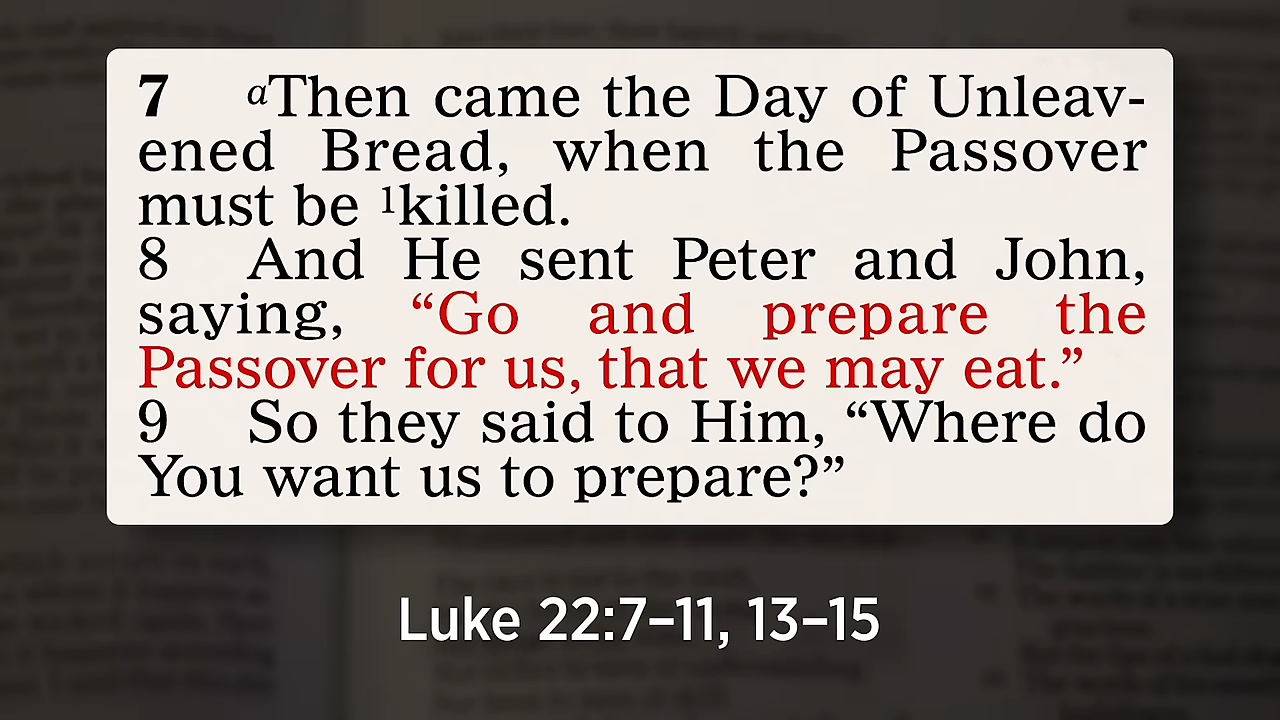 7 aThen came the Day of Unleav-
ened Bread, when the Passover
must be 1killed.
8 And He sent Peter and John,
saying, “Go and prepare the
Passover for us, that we may eat.”
9 So they said to Him, “Where do
You want us to prepare?”
Luke 22:7–11, 13–15